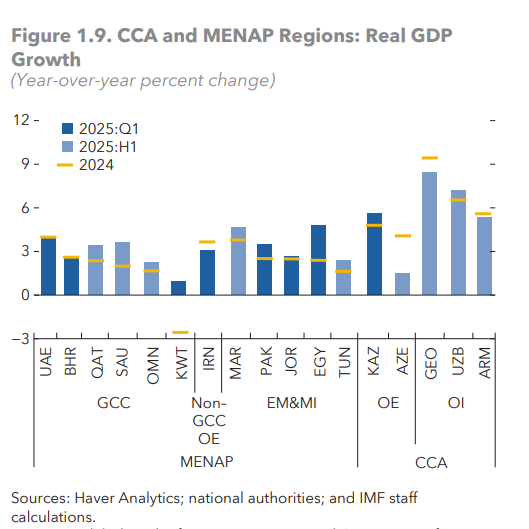 Figure 1.9. CCA and MENAP Regions: Real GDP
Growth
(Year-over-year percent change)
12
9
6
3
0
−3
2025:Q1
2025:H1
2024
UAE
BHR
QAT
SAU
OMN
KWT
IRN
MAR
PAK
JOR
EGY
TUN
KAZ
AZE
GEO
UZB
ARM
GCC
Non–
GCC
OE
EM&MI
OE
OI
MENAP
CCA
Sources: Haver Analytics; national authorities; and IMF staff
calculations.